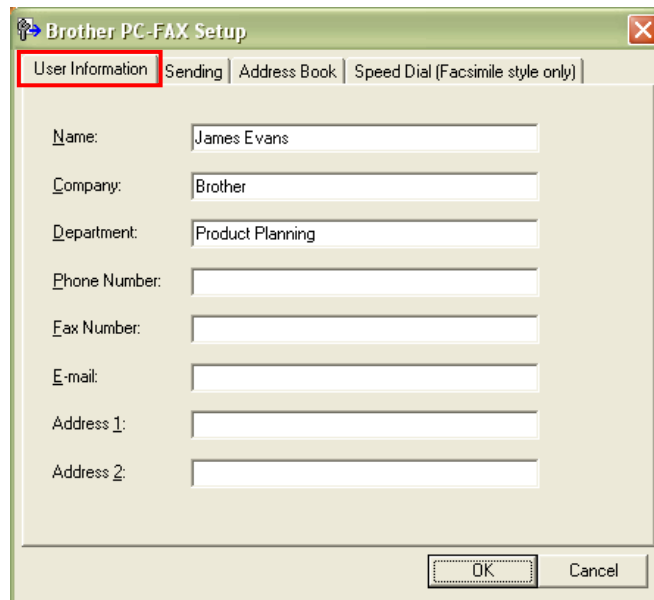 Brother PC-FAX Setup
User Information Sending Address Book Speed Dial (Facsimile style only)
Name: James Evans
Company: Brother
Department: Product Planning
Phone Number:
Fax Number:
E-mail:
Address 1:
Address 2:
OK Cancel